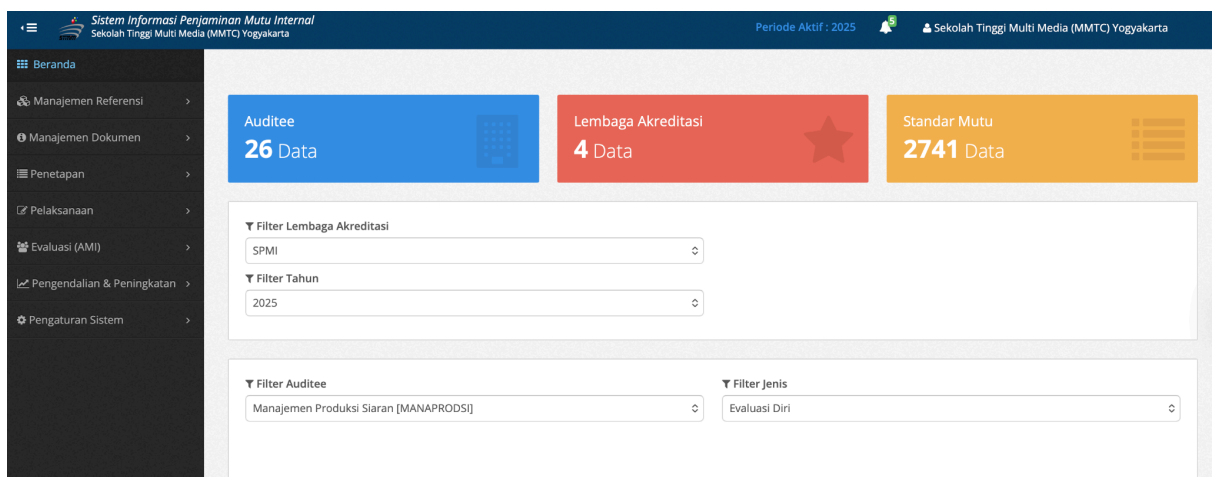 Sistem Informasi Penjaminan Mutu Internal
Sekolah Tinggi Multi Media (MMTC) Yogyakarta
Periode Aktif : 2025
5
Sekolah Tinggi Multi Media (MMTC) Yogyakarta
Beranda
Manajemen Referensi
Manajemen Dokumen
Penetapan
Pelaksanaan
Evaluasi (AMI)
Pengendalian & Peningkatan
Pengaturan Sistem
Auditee
26 Data
Lembaga Akreditasi
4 Data
Standar Mutu
2741 Data
Filter Lembaga Akreditasi
SPMI
Filter Tahun
2025
Filter Auditee
Manajemen Produksi Siaran [MANAPRODSI]
Filter Jenis
Evaluasi Diri